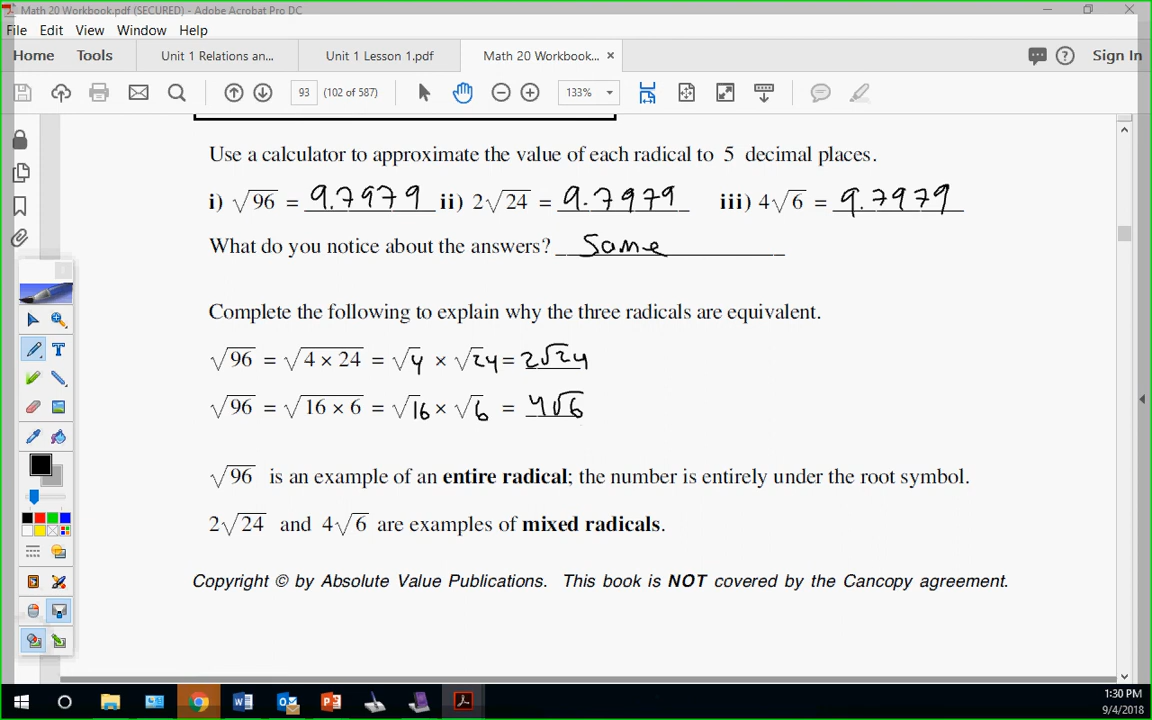 Math 20 Workbook.pdf (SECURED) - Adobe Acrobat Pro DC
File Edit View Window Help
Home Tools Unit 1 Relations an... Unit 1 Lesson 1.pdf Math 20 Workbook... × Sign In
93 (102 of 587) 133%
Use a calculator to approximate the value of each radical to 5 decimal places.
i) √96 = 9.7979 ii) 2√24 = 9.7979 iii) 4√6 = 9.7979
What do you notice about the answers? Same
Complete the following to explain why the three radicals are equivalent.
√96 = √4 × 24 = √4 × √24 = 2√24
√96 = √16 × 6 = √16 × √6 = 4√6
√96 is an example of an entire radical; the number is entirely under the root symbol.
2√24 and 4√6 are examples of mixed radicals.
Copyright © by Absolute Value Publications. This book is NOT covered by the Cancopy agreement.
1:30 PM
9/4/2018